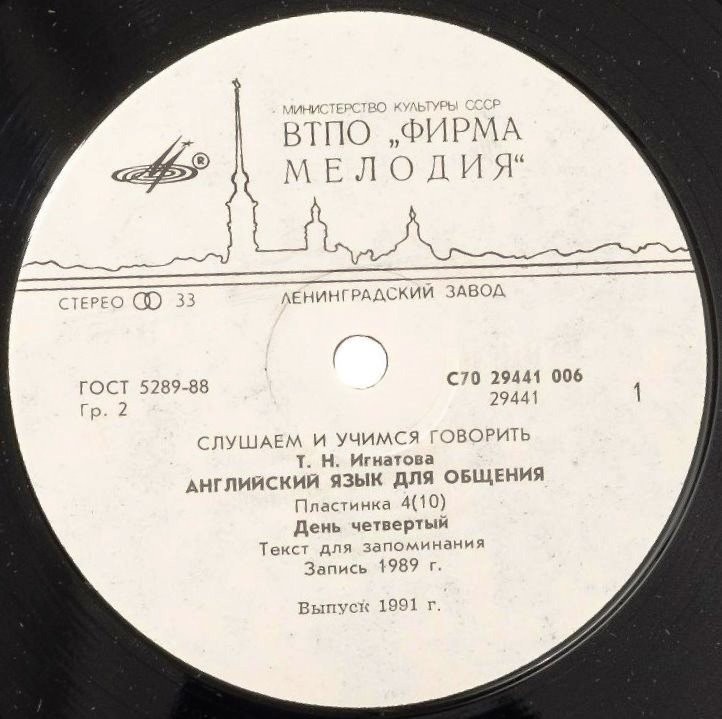 МИНИСТЕРСТВО КУЛЬТУРЫ СССР
ВТПО „ФИРМА
МЕЛОДИЯ“
®
СТЕРЕО 33
ЛЕНИНГРАДСКИЙ ЗАВОД
ГОСТ 5289-88
Гр. 2
С70 29441 006
29441
1
СЛУШАЕМ И УЧИМСЯ ГОВОРИТЬ
Т. Н. Игнатова
АНГЛИЙСКИЙ ЯЗЫК ДЛЯ ОБЩЕНИЯ
Пластинка 4(10)
День четвертый
Текст для запоминания
Запись 1989 г.
Выпуск 1991 г.